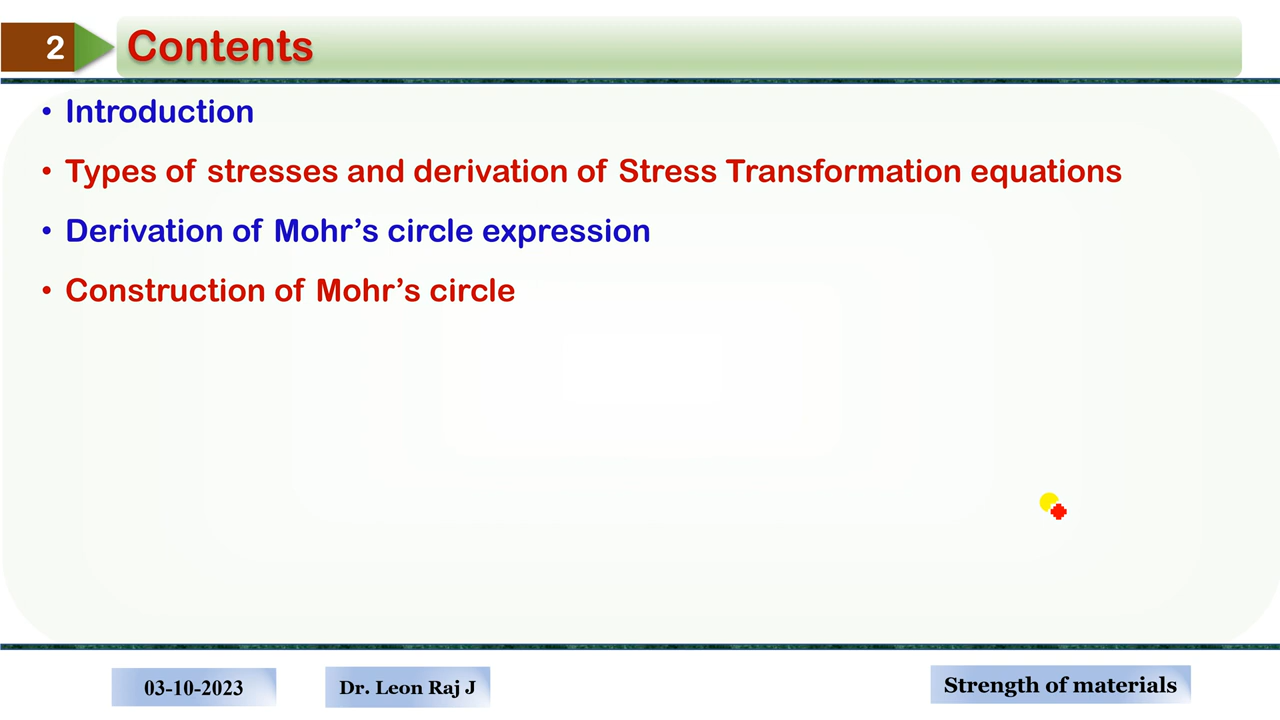 2
Contents
• Introduction
• Types of stresses and derivation of Stress Transformation equations
• Derivation of Mohr’s circle expression
• Construction of Mohr’s circle
03-10-2023
Dr. Leon Raj J
Strength of materials